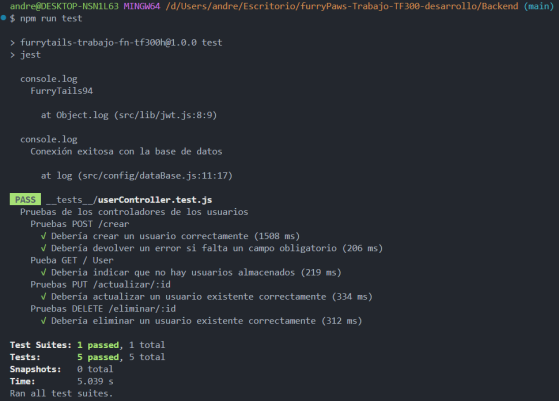 andre@DESKTOP-NSN1L63 MINGW64 /d/Users/andre/Escritorio/furryPaws-Trabajo-TF300-desarrollo/Backend (main)
$ npm run test
> furrytails-trabajo-fn-tf300h@1.0.0 test
> jest
console.log
FurryTails94
at Object.log (src/lib/jwt.js:8:9)
console.log
Conexión exitosa con la base de datos
at log (src/config/dataBase.js:11:17)
PASS __tests__/userController.test.js
Pruebas de los controladores de los usuarios
Pruebas POST /crear
√ Debería crear un usuario correctamente (1508 ms)
√ Debería devolver un error si falta un campo obligatorio (206 ms)
Pueba GET / User
√ Deberia indicar que no hay usuarios almacenados (219 ms)
Pruebas PUT /actualizar/:id
√ Debería actualizar un usuario existente correctamente (334 ms)
Pruebas DELETE /eliminar/:id
√ Debería eliminar un usuario existente correctamente (312 ms)
Test Suites: 1 passed, 1 total
Tests: 5 passed, 5 total
Snapshots: 0 total
Time: 5.039 s
Ran all test suites.